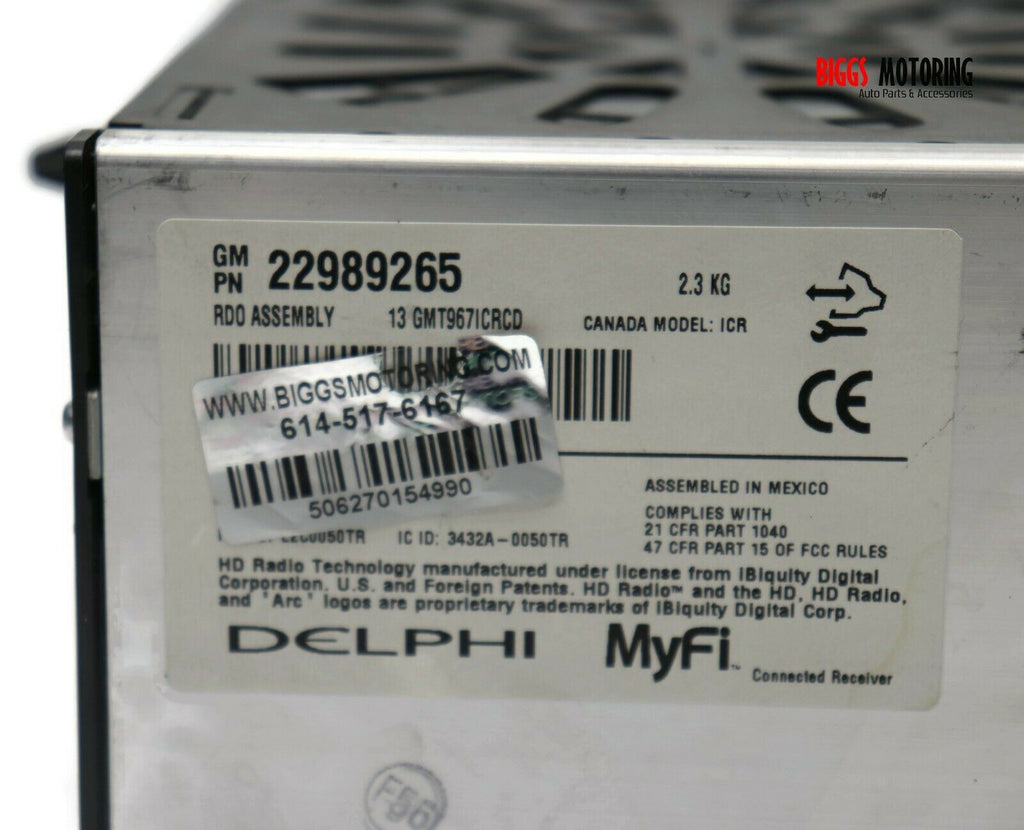 BIGGS MOTORING
Auto Parts & Accessories
GM
PN 22989265
2.3 KG
RDO ASSEMBLY 13 GMT967ICRCD CANADA MODEL: ICR
WWW.BIGGSMOTORING.COM
614-517-6167
506270154990
CE
ASSEMBLED IN MEXICO
COMPLIES WITH
21 CFR PART 1040
47 CFR PART 15 OF FCC RULES
IC ID: 3432A-0050TR
HD Radio Technology manufactured under license from iBiquity Digital
Corporation. U.S. and Foreign Patents. HD Radio™ and the HD, HD Radio,
and "Arc" logos are proprietary trademarks of iBiquity Digital Corp.
DELPHI
MyFi™
Connected Receiver
F56